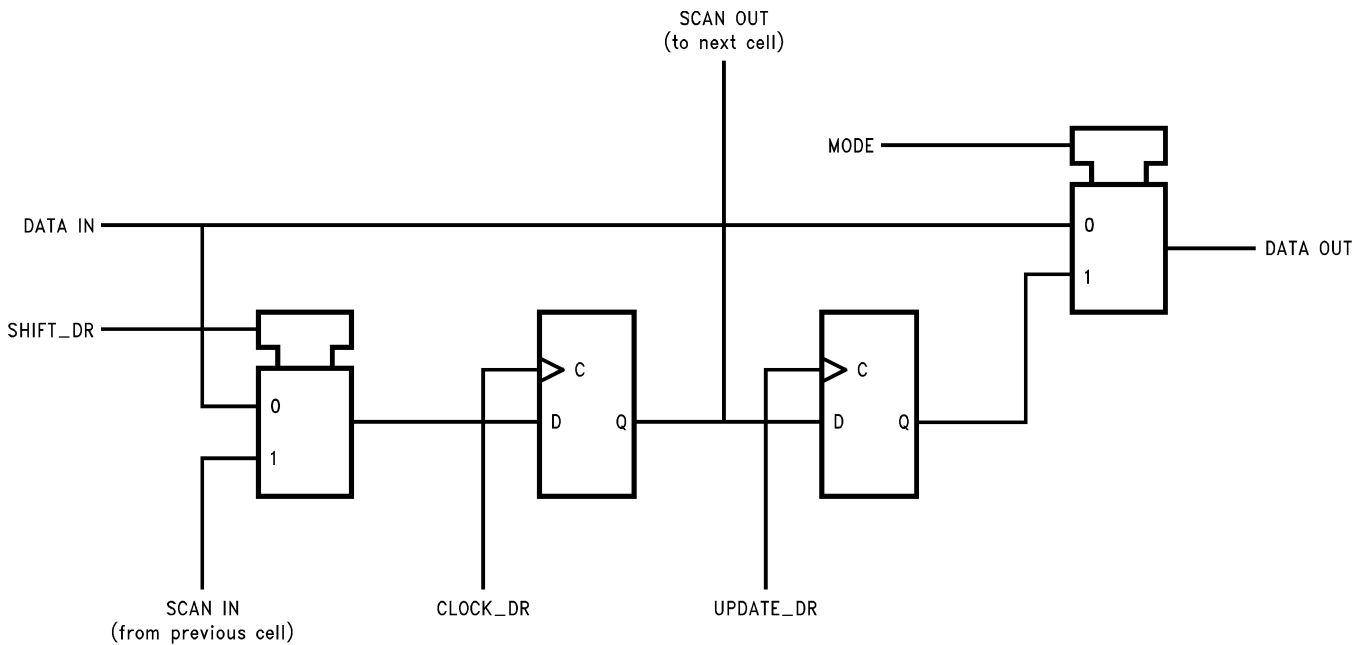 SCAN OUT
(to next cell)
MODE
DATA IN
0
DATA OUT
1
SHIFT_DR
C
C
0
D
Q
D
Q
1
SCAN IN
(from previous cell)
CLOCK_DR
UPDATE_DR